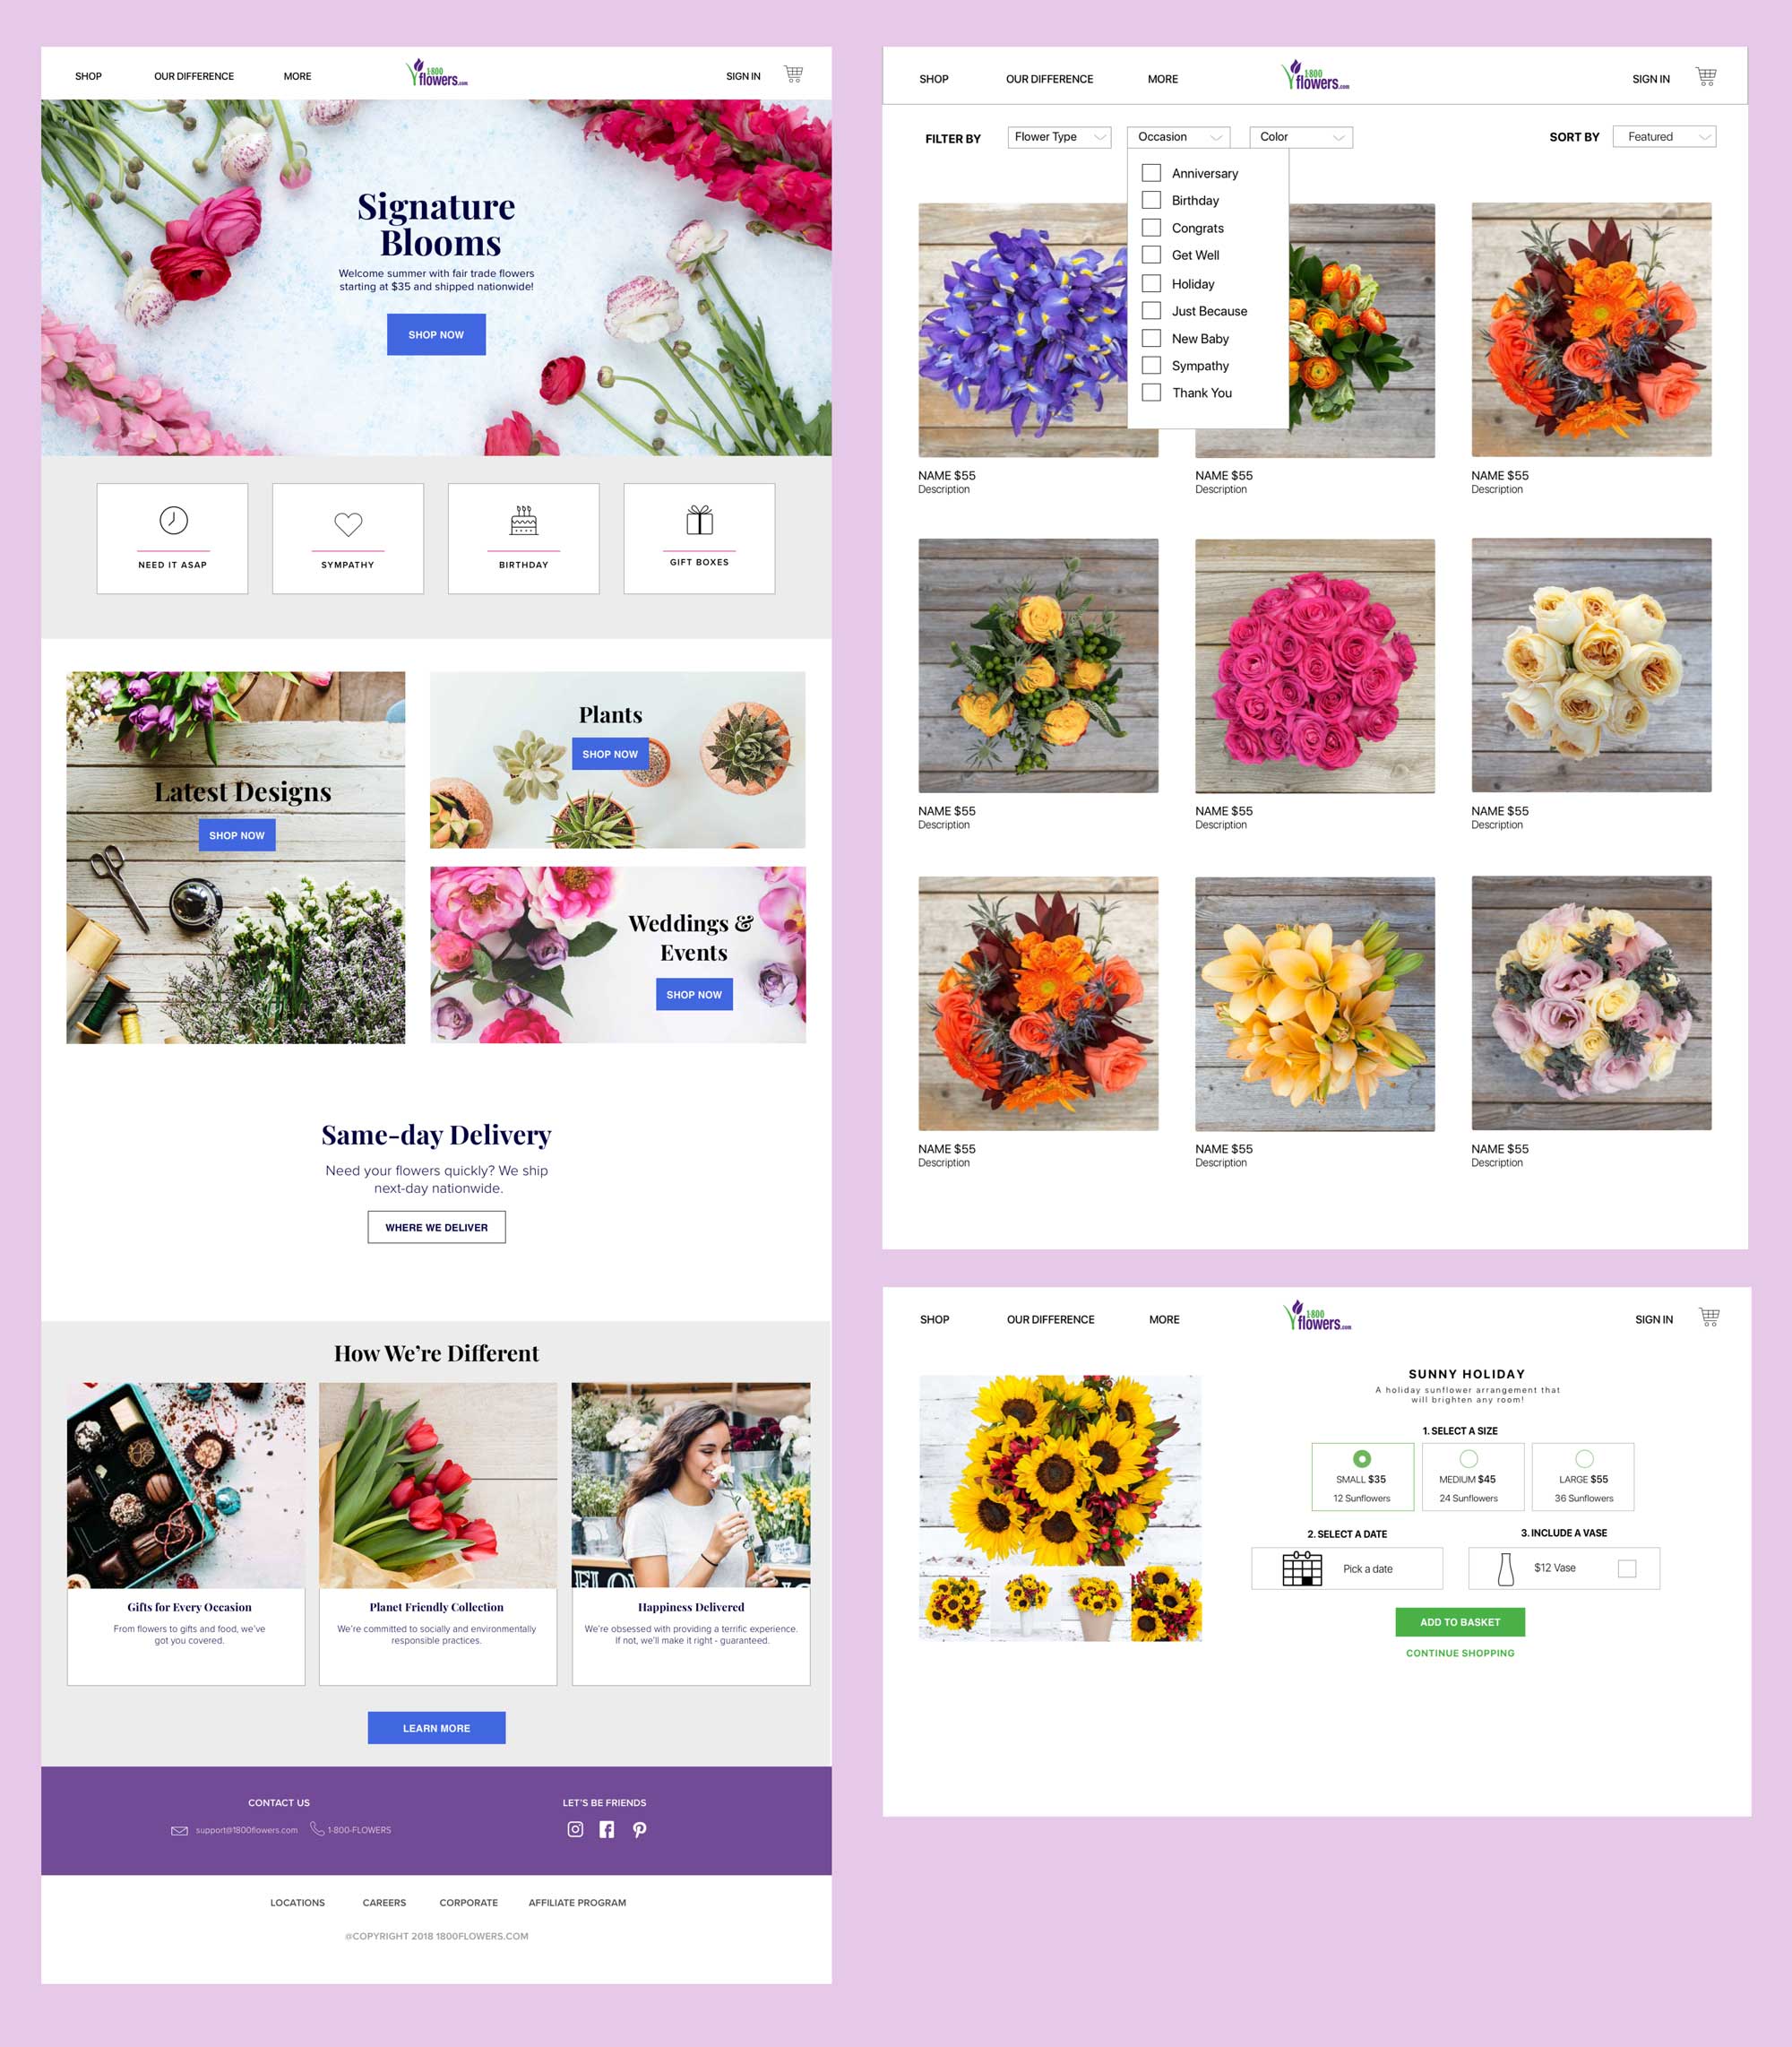 SHOP OUR DIFFERENCE MORE
1·800
flowers.com
SIGN IN
Signature
Blooms
Welcome summer with fair trade flowers
starting at $35 and shipped nationwide!
SHOP NOW
NEED IT ASAP
SYMPATHY
BIRTHDAY
GIFT BOXES
Latest Designs
SHOP NOW
Plants
SHOP NOW
Weddings &
Events
SHOP NOW
Same-day Delivery
Need your flowers quickly? We ship
next-day nationwide.
WHERE WE DELIVER
How We're Different
FLO
Gifts for Every Occasion
From flowers to gifts and food, we've
got you covered.
Planet Friendly Collection
We're committed to socially and environmentally
responsible practices.
Happiness Delivered
We're obsessed with providing a terrific experience.
If not, we'll make it right - guaranteed.
LEARN MORE
CONTACT US
support@1800flowers.com 1-800-FLOWERS
LET'S BE FRIENDS
LOCATIONS CAREERS CORPORATE AFFILIATE PROGRAM
@COPYRIGHT 2018 1800FLOWERS.COM
SHOP OUR DIFFERENCE MORE
1·800
flowers.com
SIGN IN
FILTER BY Flower Type Occasion Color
SORT BY Featured
Anniversary
Birthday
Congrats
Get Well
Holiday
Just Because
New Baby
Sympathy
Thank You
NAME $55
Description
NAME $55
Description
NAME $55
Description
NAME $55
Description
NAME $55
Description
NAME $55
Description
NAME $55
Description
NAME $55
Description
NAME $55
Description
SHOP OUR DIFFERENCE MORE
1·800
flowers.com
SIGN IN
SUNNY HOLIDAY
A holiday sunflower arrangement that
will brighten any room!
1. SELECT A SIZE
SMALL $35
12 Sunflowers
MEDIUM $45
24 Sunflowers
LARGE $55
36 Sunflowers
2. SELECT A DATE
Pick a date
3. INCLUDE A VASE
$12 Vase
ADD TO BASKET
CONTINUE SHOPPING